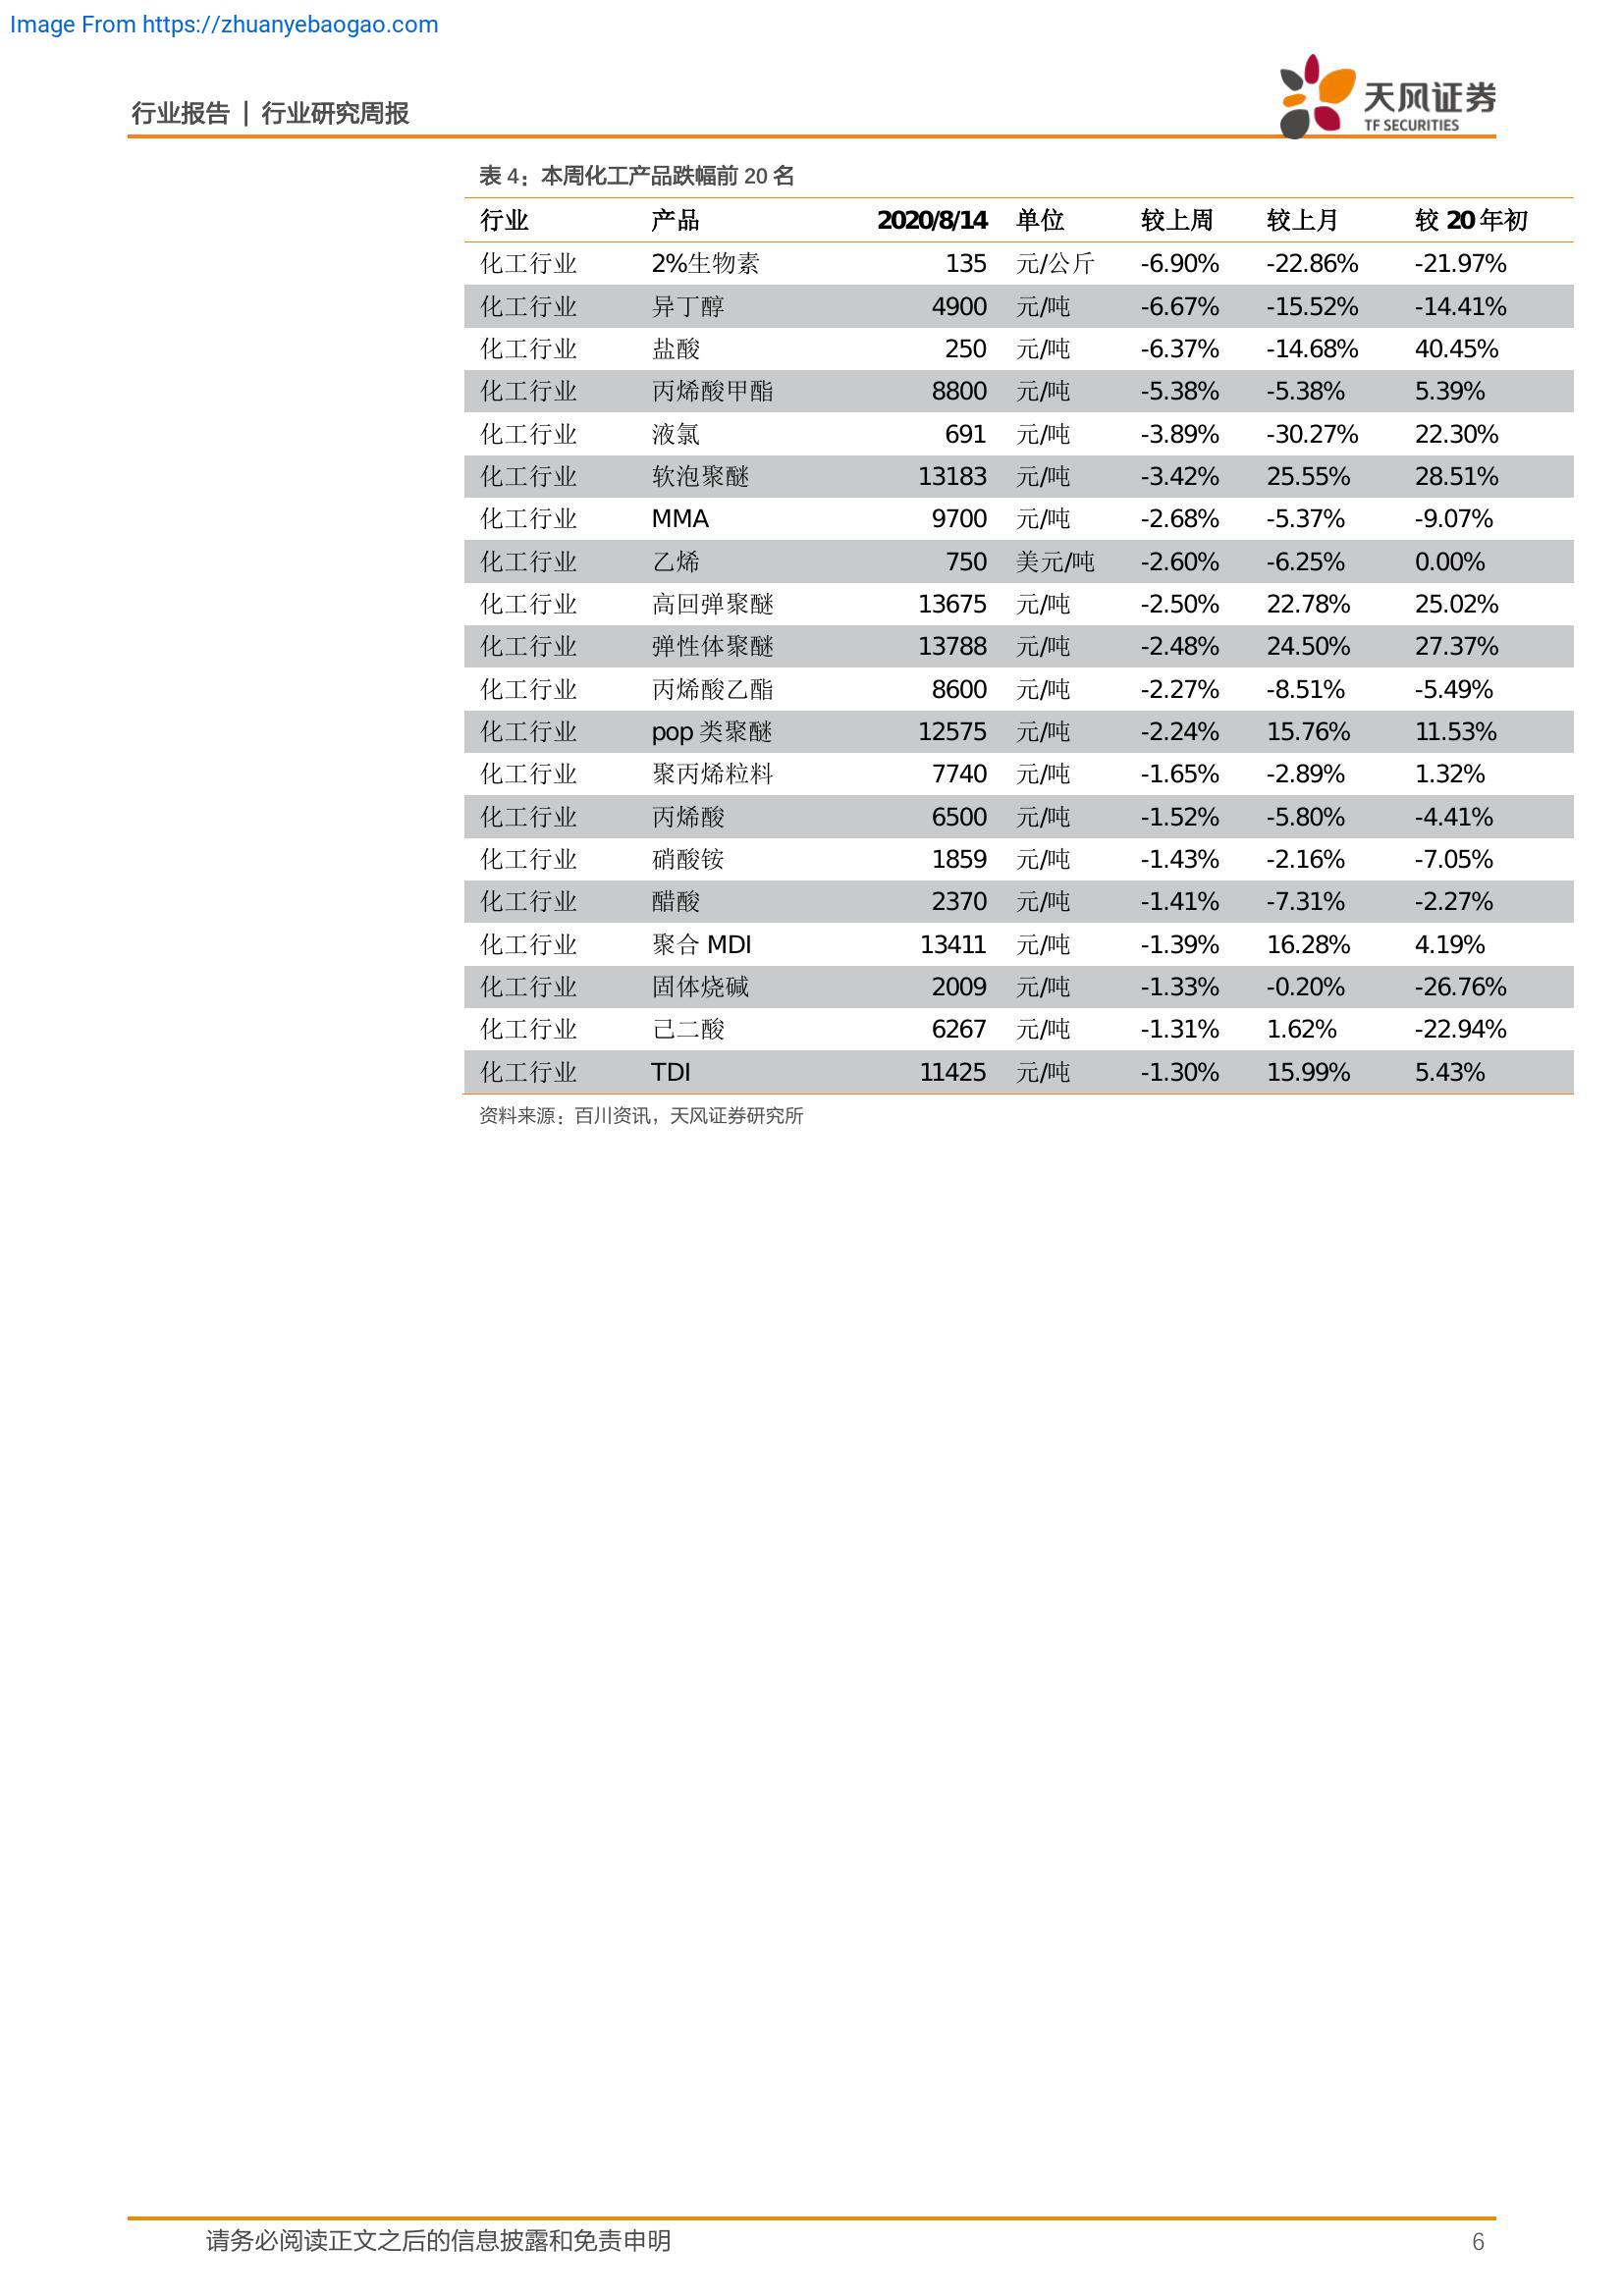 Image From https://zhuanyebaogao.com
行业报告 | 行业研究周报
天风证券
TF SECURITIES
表 4：本周化工产品跌幅前 20 名
行业 产品 2020/8/14 单位 较上周 较上月 较 20 年初
化工行业 2%生物素 135 元/公斤 -6.90% -22.86% -21.97%
化工行业 异丁醇 4900 元/吨 -6.67% -15.52% -14.41%
化工行业 盐酸 250 元/吨 -6.37% -14.68% 40.45%
化工行业 丙烯酸甲酯 8800 元/吨 -5.38% -5.38% 5.39%
化工行业 液氯 691 元/吨 -3.89% -30.27% 22.30%
化工行业 软泡聚醚 13183 元/吨 -3.42% 25.55% 28.51%
化工行业 MMA 9700 元/吨 -2.68% -5.37% -9.07%
化工行业 乙烯 750 美元/吨 -2.60% -6.25% 0.00%
化工行业 高回弹聚醚 13675 元/吨 -2.50% 22.78% 25.02%
化工行业 弹性体聚醚 13788 元/吨 -2.48% 24.50% 27.37%
化工行业 丙烯酸乙酯 8600 元/吨 -2.27% -8.51% -5.49%
化工行业 pop 类聚醚 12575 元/吨 -2.24% 15.76% 11.53%
化工行业 聚丙烯粒料 7740 元/吨 -1.65% -2.89% 1.32%
化工行业 丙烯酸 6500 元/吨 -1.52% -5.80% -4.41%
化工行业 硝酸铵 1859 元/吨 -1.43% -2.16% -7.05%
化工行业 醋酸 2370 元/吨 -1.41% -7.31% -2.27%
化工行业 聚合 MDI 13411 元/吨 -1.39% 16.28% 4.19%
化工行业 固体烧碱 2009 元/吨 -1.33% -0.20% -26.76%
化工行业 己二酸 6267 元/吨 -1.31% 1.62% -22.94%
化工行业 TDI 11425 元/吨 -1.30% 15.99% 5.43%
资料来源：百川资讯，天风证券研究所
请务必阅读正文之后的信息披露和免责申明 6